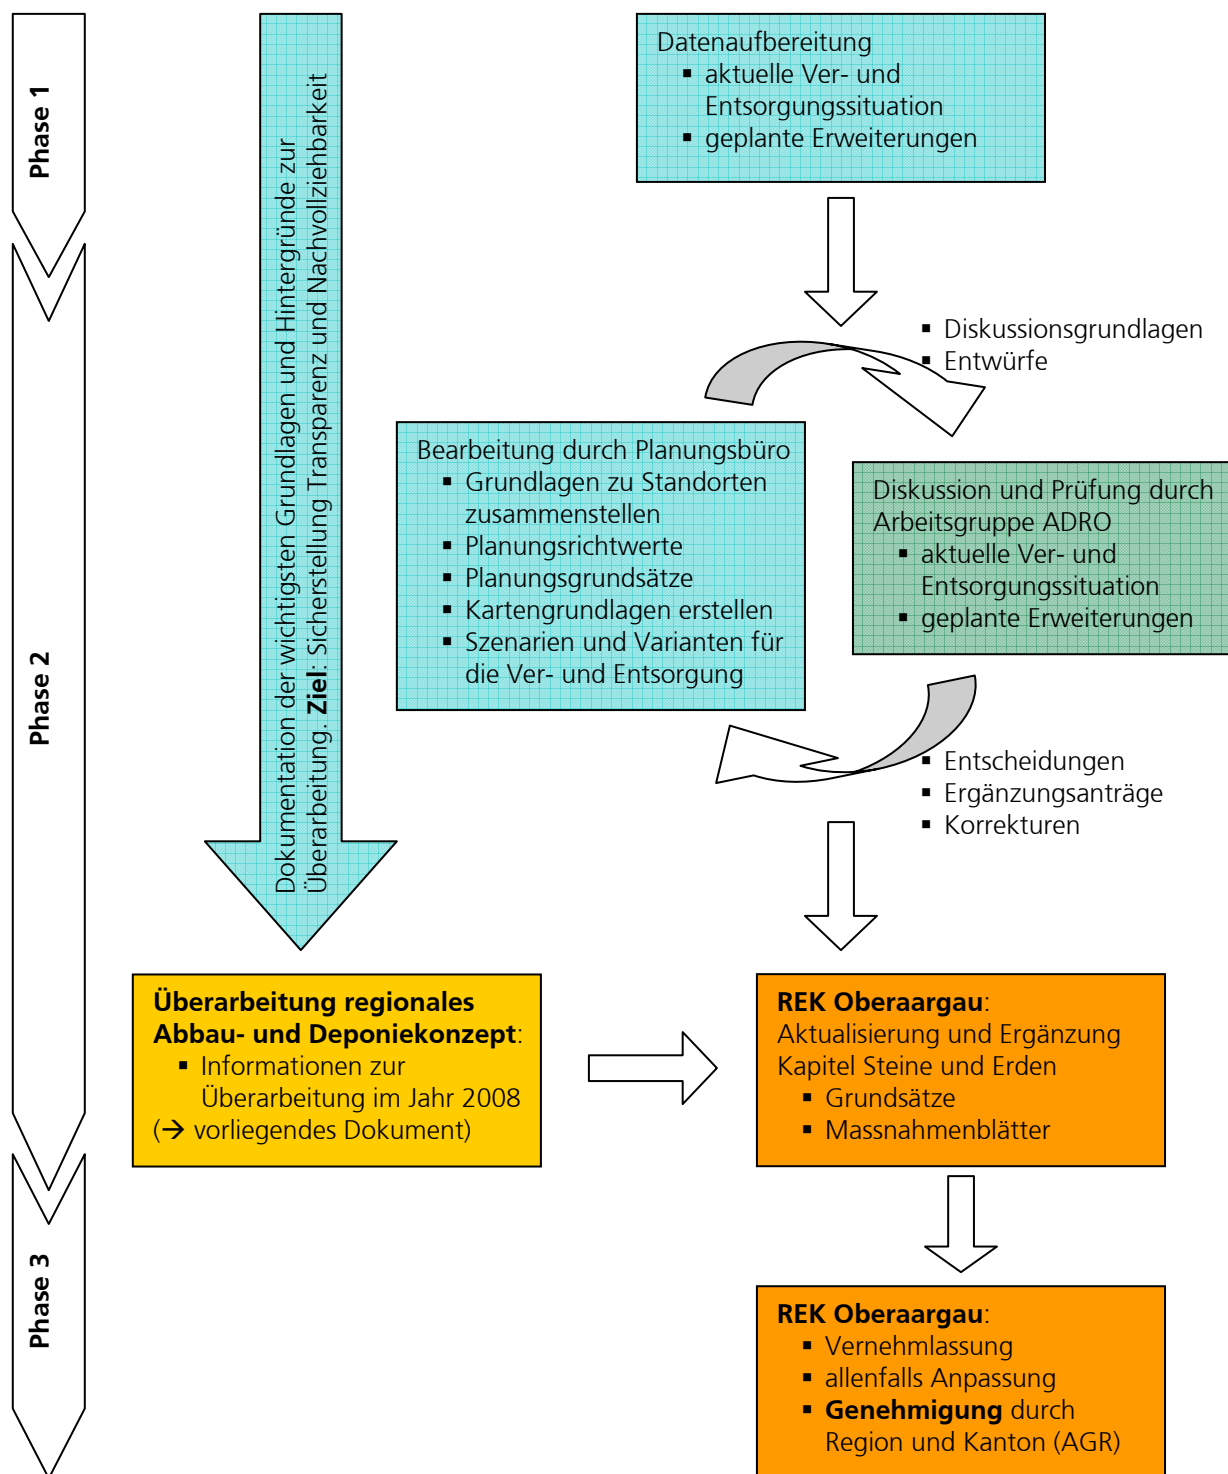 Phase 1
Phase 2
Phase 3
Dokumentation der wichtigsten Grundlagen und Hintergründe zur
Überarbeitung. Ziel: Sicherstellung Transparenz und Nachvollziehbarkeit
Datenaufbereitung
▪ aktuelle Ver- und
Entsorgungssituation
▪ geplante Erweiterungen
▪ Diskussionsgrundlagen
▪ Entwürfe
Bearbeitung durch Planungsbüro
▪ Grundlagen zu Standorten
zusammenstellen
▪ Planungsrichtwerte
▪ Planungsgrundsätze
▪ Kartengrundlagen erstellen
▪ Szenarien und Varianten für
die Ver- und Entsorgung
Diskussion und Prüfung durch
Arbeitsgruppe ADRO
▪ aktuelle Ver- und
Entsorgungssituation
▪ geplante Erweiterungen
▪ Entscheidungen
▪ Ergänzungsanträge
▪ Korrekturen
Überarbeitung regionales
Abbau- und Deponiekonzept:
▪ Informationen zur
Überarbeitung im Jahr 2008
(→ vorliegendes Dokument)
REK Oberaargau:
Aktualisierung und Ergänzung
Kapitel Steine und Erden
▪ Grundsätze
▪ Massnahmenblätter
REK Oberaargau:
▪ Vernehmlassung
▪ allenfalls Anpassung
▪ Genehmigung durch
Region und Kanton (AGR)